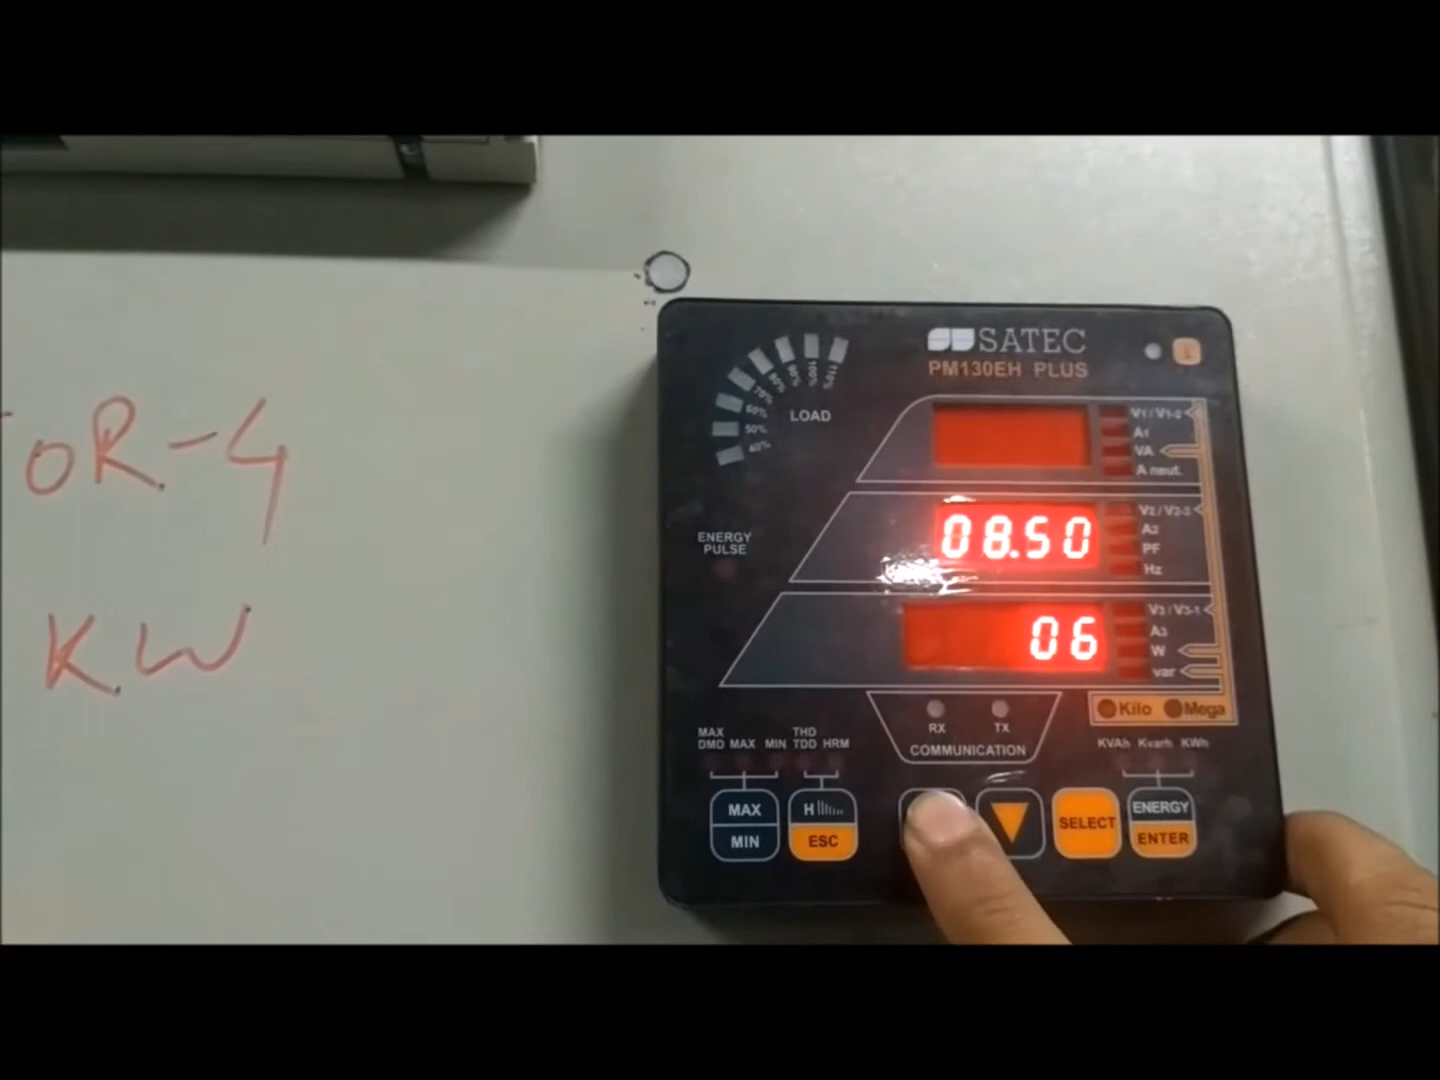 OR-4
KW
SATEC
PM130EH PLUS
40%
50%
60%
70%
80%
90%
100%
110%
LOAD
V1 / V1-2
A1
VA
A neut.
ENERGY
PULSE
08.50
V2 / V2-3
A2
PF
Hz
06
V3 / V3-1
A3
W
var
Kilo Mega
RX TX
COMMUNICATION
MAX
DMD MAX MIN THD
TDD HRM
KVAh Kvarh KWh
MAX
MIN
H
ESC
SELECT
ENERGY
ENTER